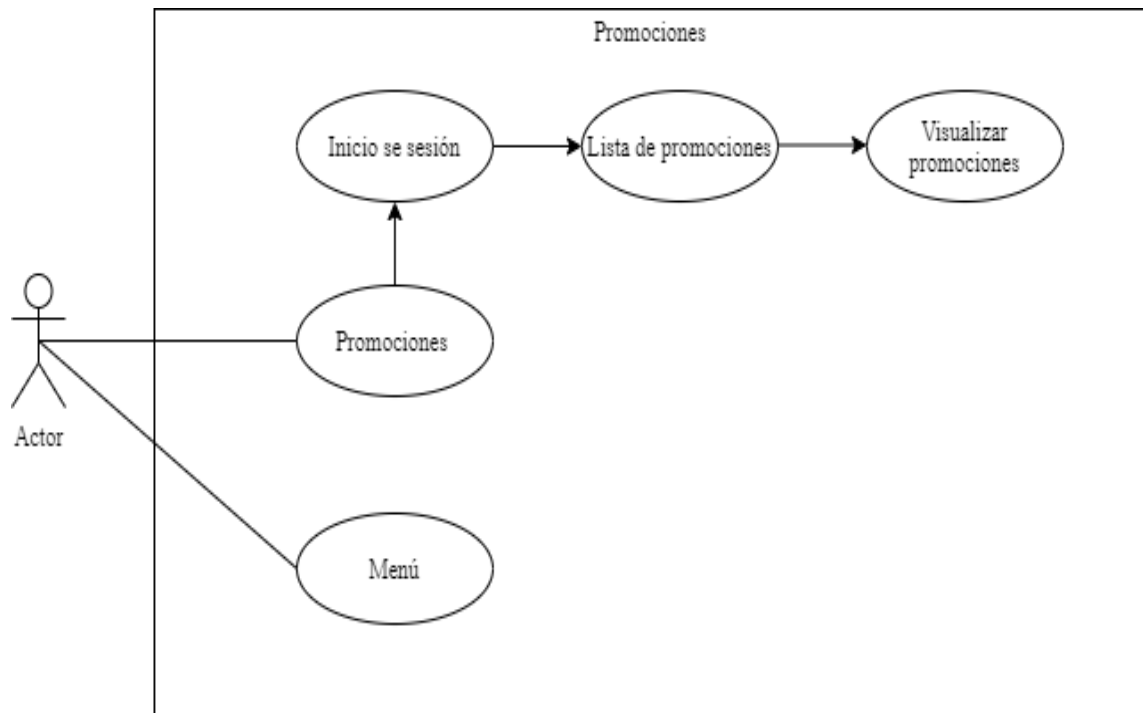 Promociones
Inicio se sesión
Lista de promociones
Visualizar
promociones
Promociones
Actor
Menú